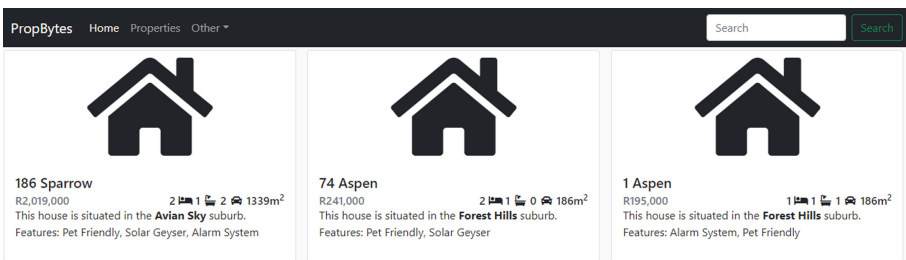 PropBytes Home Properties Other Search Search
186 Sparrow
R2,019,000 2 1 2 1339m²
This house is situated in the Avian Sky suburb.
Features: Pet Friendly, Solar Geyser, Alarm System
74 Aspen
R241,000 2 1 0 186m²
This house is situated in the Forest Hills suburb.
Features: Pet Friendly, Solar Geyser
1 Aspen
R195,000 1 1 1 186m²
This house is situated in the Forest Hills suburb.
Features: Alarm System, Pet Friendly